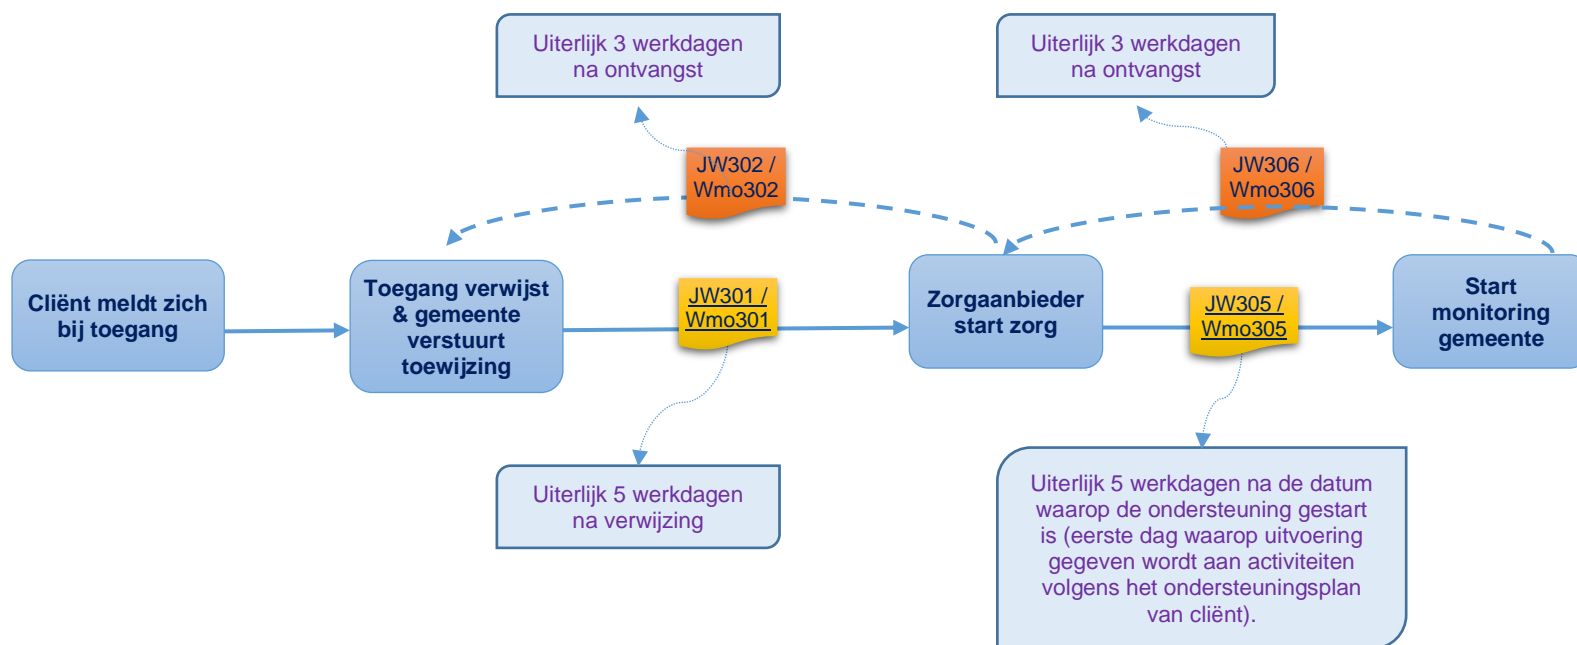 Uiterlijk 3 werkdagen
na ontvangst
Uiterlijk 3 werkdagen
na ontvangst
JW302 /
Wmo302
JW306 /
Wmo306
Cliënt meldt zich
bij toegang
Toegang verwijst
& gemeente
verstuurt
toewijzing
JW301 /
Wmo301
Zorgaanbieder
start zorg
JW305 /
Wmo305
Start
monitoring
gemeente
Uiterlijk 5 werkdagen
na verwijzing
Uiterlijk 5 werkdagen na de datum
waarop de ondersteuning gestart
is (eerste dag waarop uitvoering
gegeven wordt aan activiteiten
volgens het ondersteuningsplan
van cliënt).